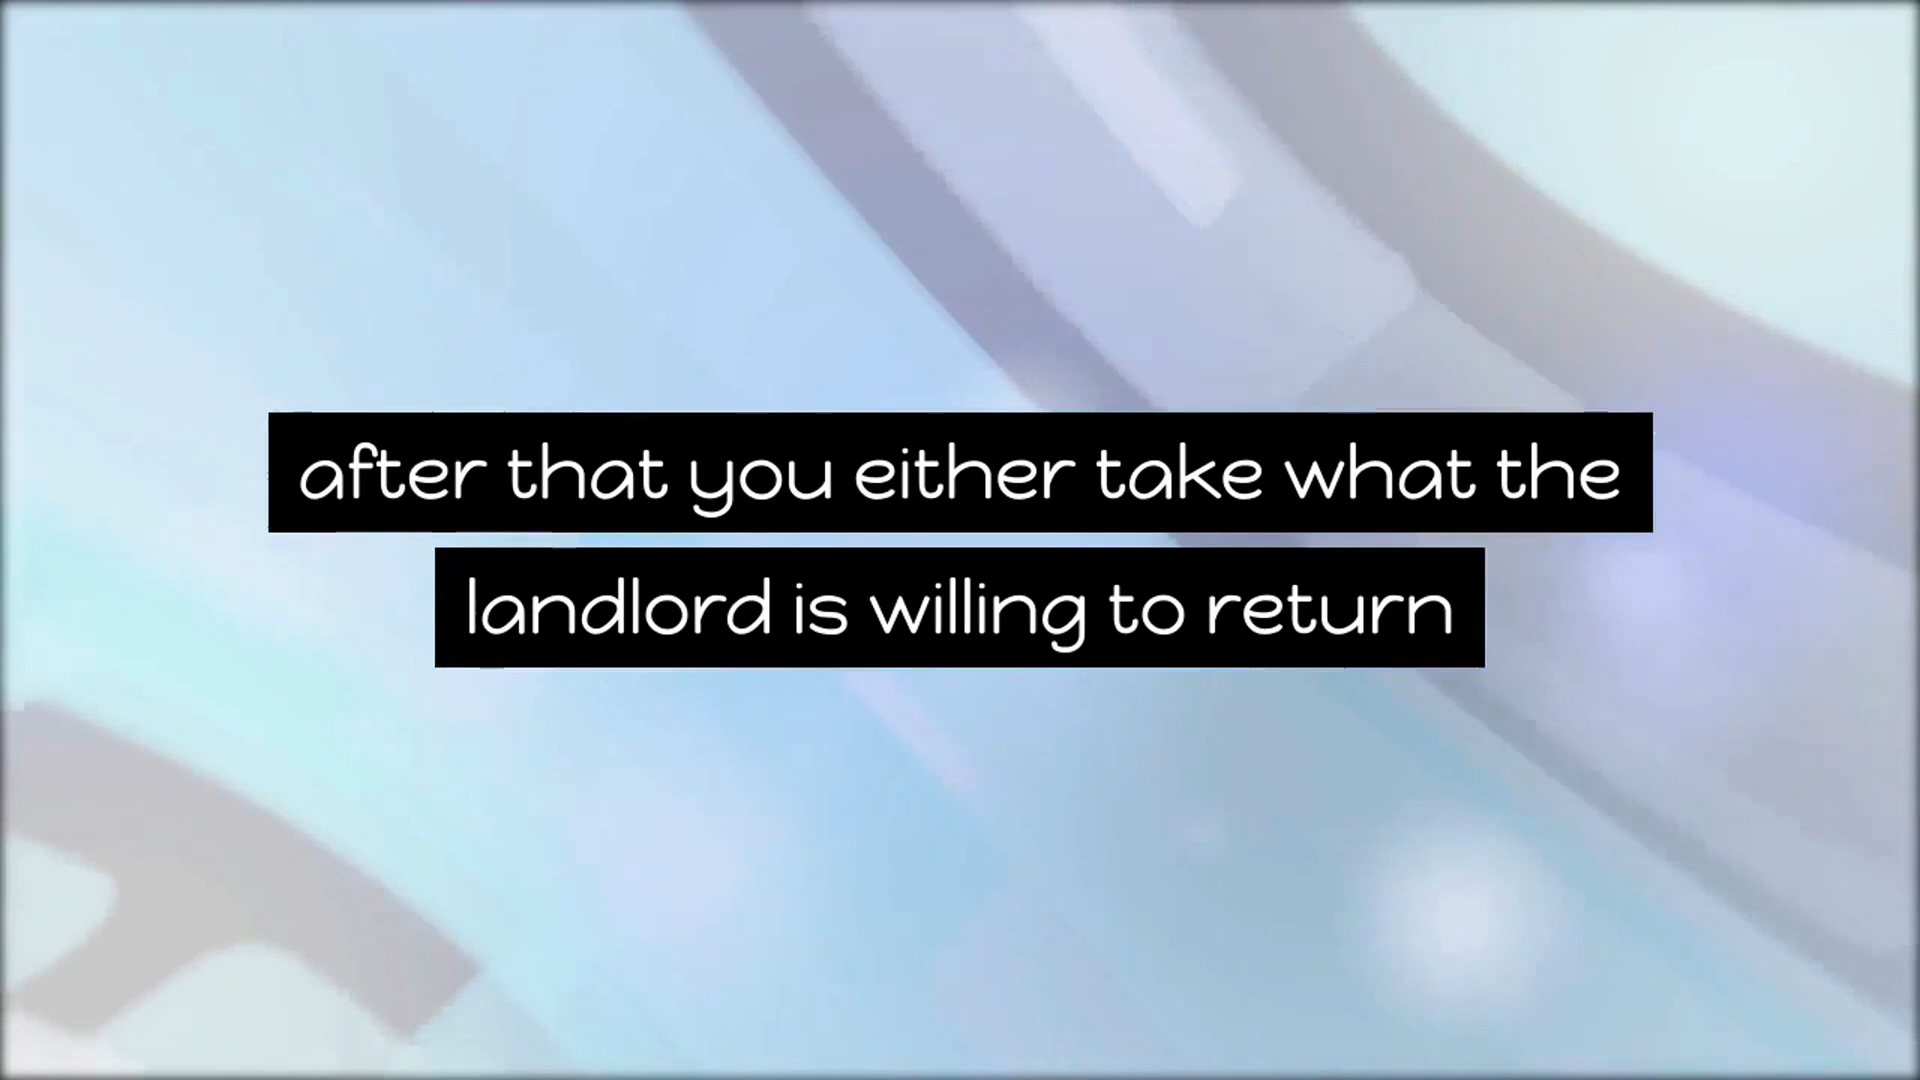 after that you either take what the
landlord is willing to return